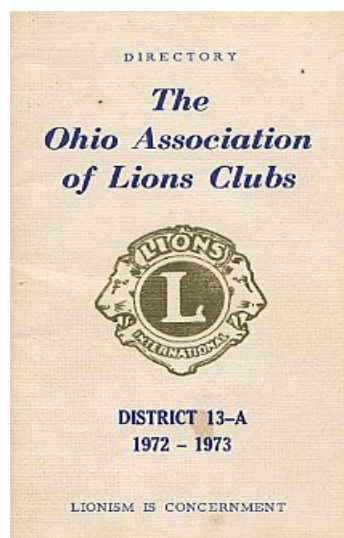 DIRECTORY
The
Ohio Association
of Lions Clubs
LIONS
L
INTERNATIONAL
DISTRICT 13-A
1972 - 1973
LIONISM IS CONCERNMENT